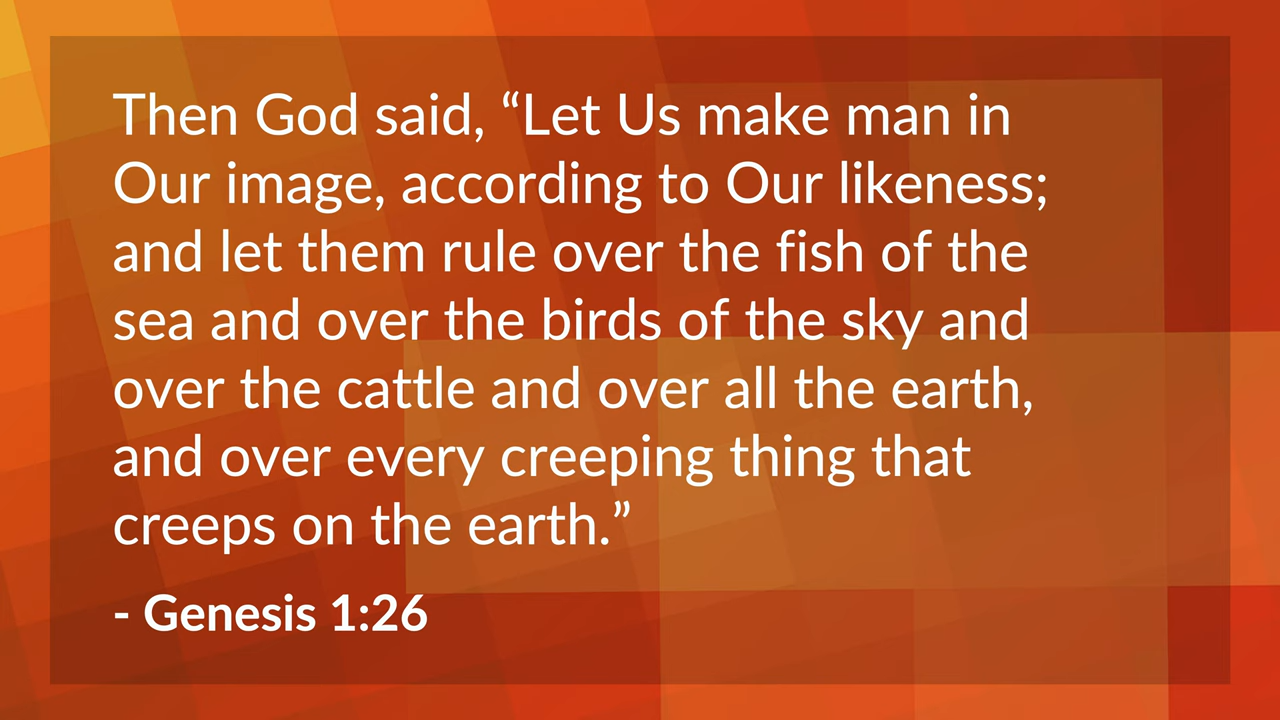 Then God said, “Let Us make man in
Our image, according to Our likeness;
and let them rule over the fish of the
sea and over the birds of the sky and
over the cattle and over all the earth,
and over every creeping thing that
creeps on the earth.”
- Genesis 1:26